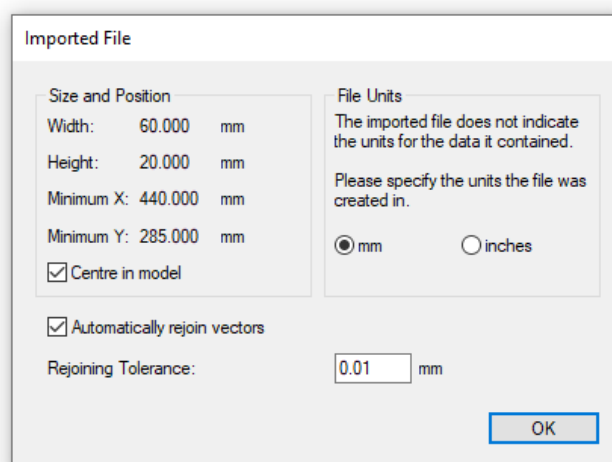 Imported File
Size and Position
Width: 60.000 mm
Height: 20.000 mm
Minimum X: 440.000 mm
Minimum Y: 285.000 mm
Centre in model
File Units
The imported file does not indicate
the units for the data it contained.
Please specify the units the file was
created in.
mm
inches
Automatically rejoin vectors
Rejoining Tolerance: 0.01 mm
OK